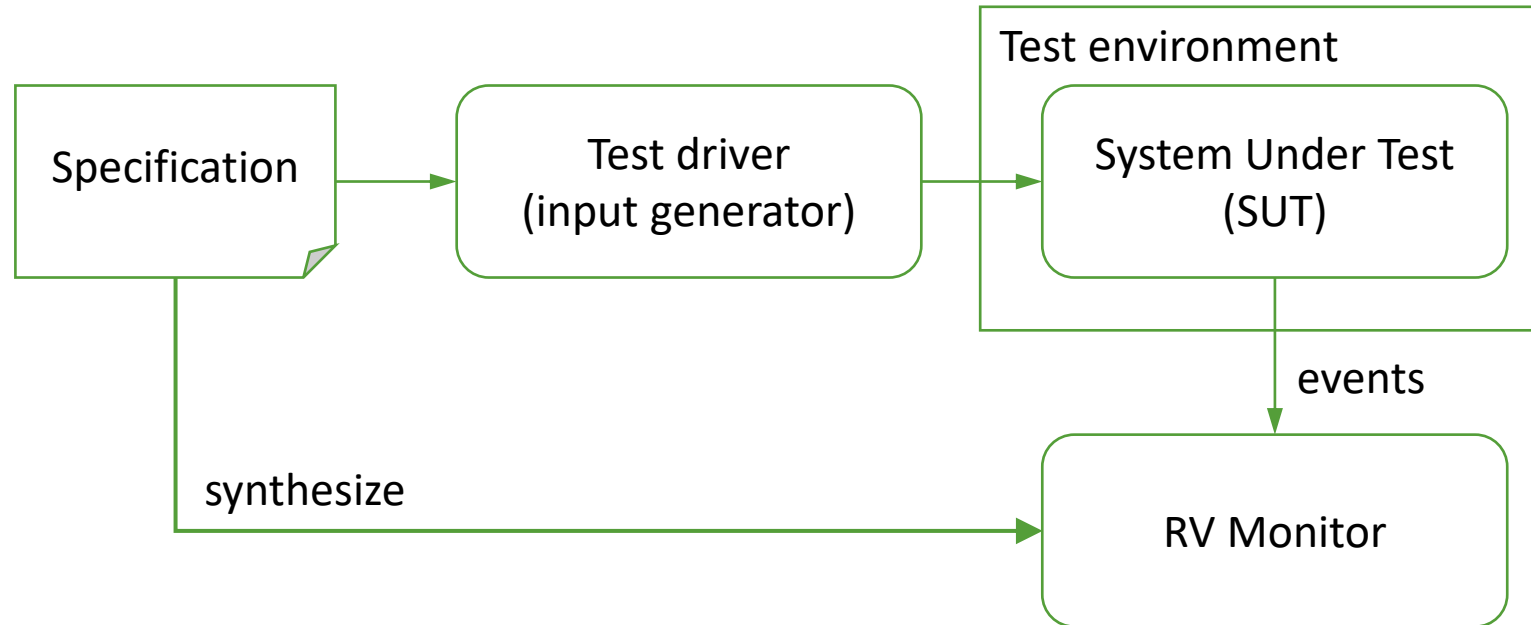 Test environment
Specification
Test driver
(input generator)
System Under Test
(SUT)
events
synthesize
RV Monitor